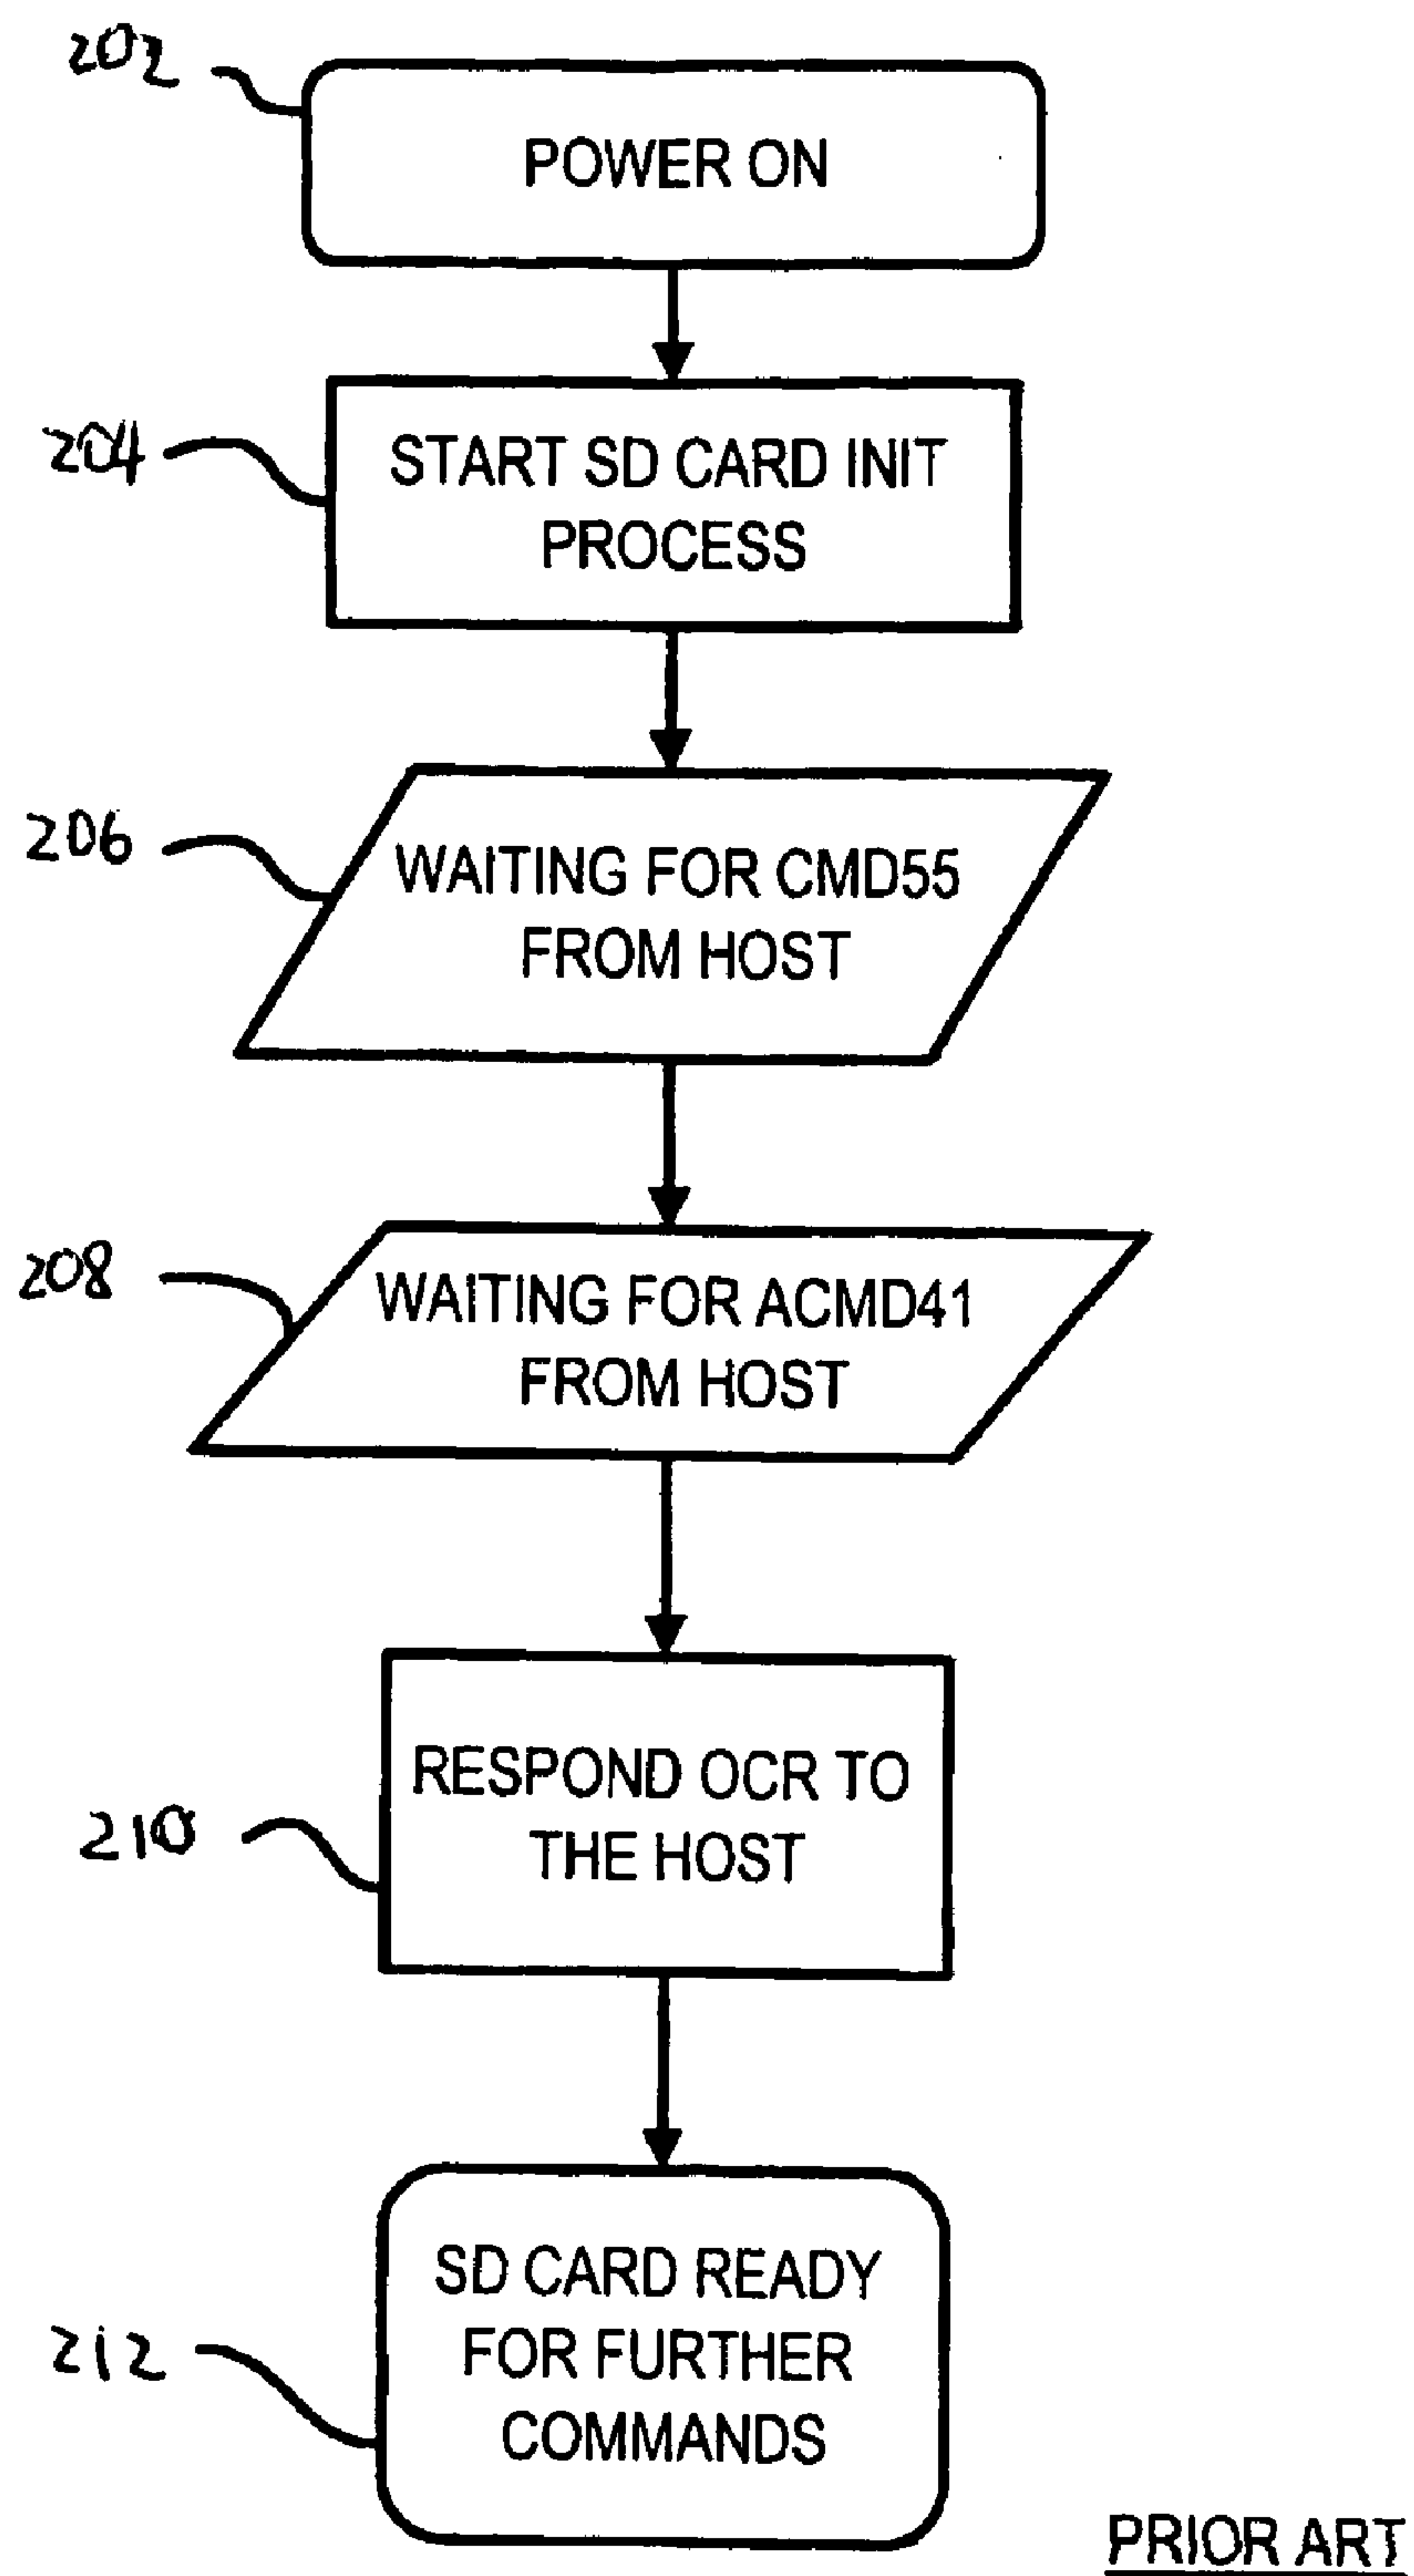 202
POWER ON
204
START SD CARD INIT
PROCESS
206
WAITING FOR CMD55
FROM HOST
208
WAITING FOR ACMD41
FROM HOST
210
RESPOND OCR TO
THE HOST
212
SD CARD READY
FOR FURTHER
COMMANDS
PRIOR ART